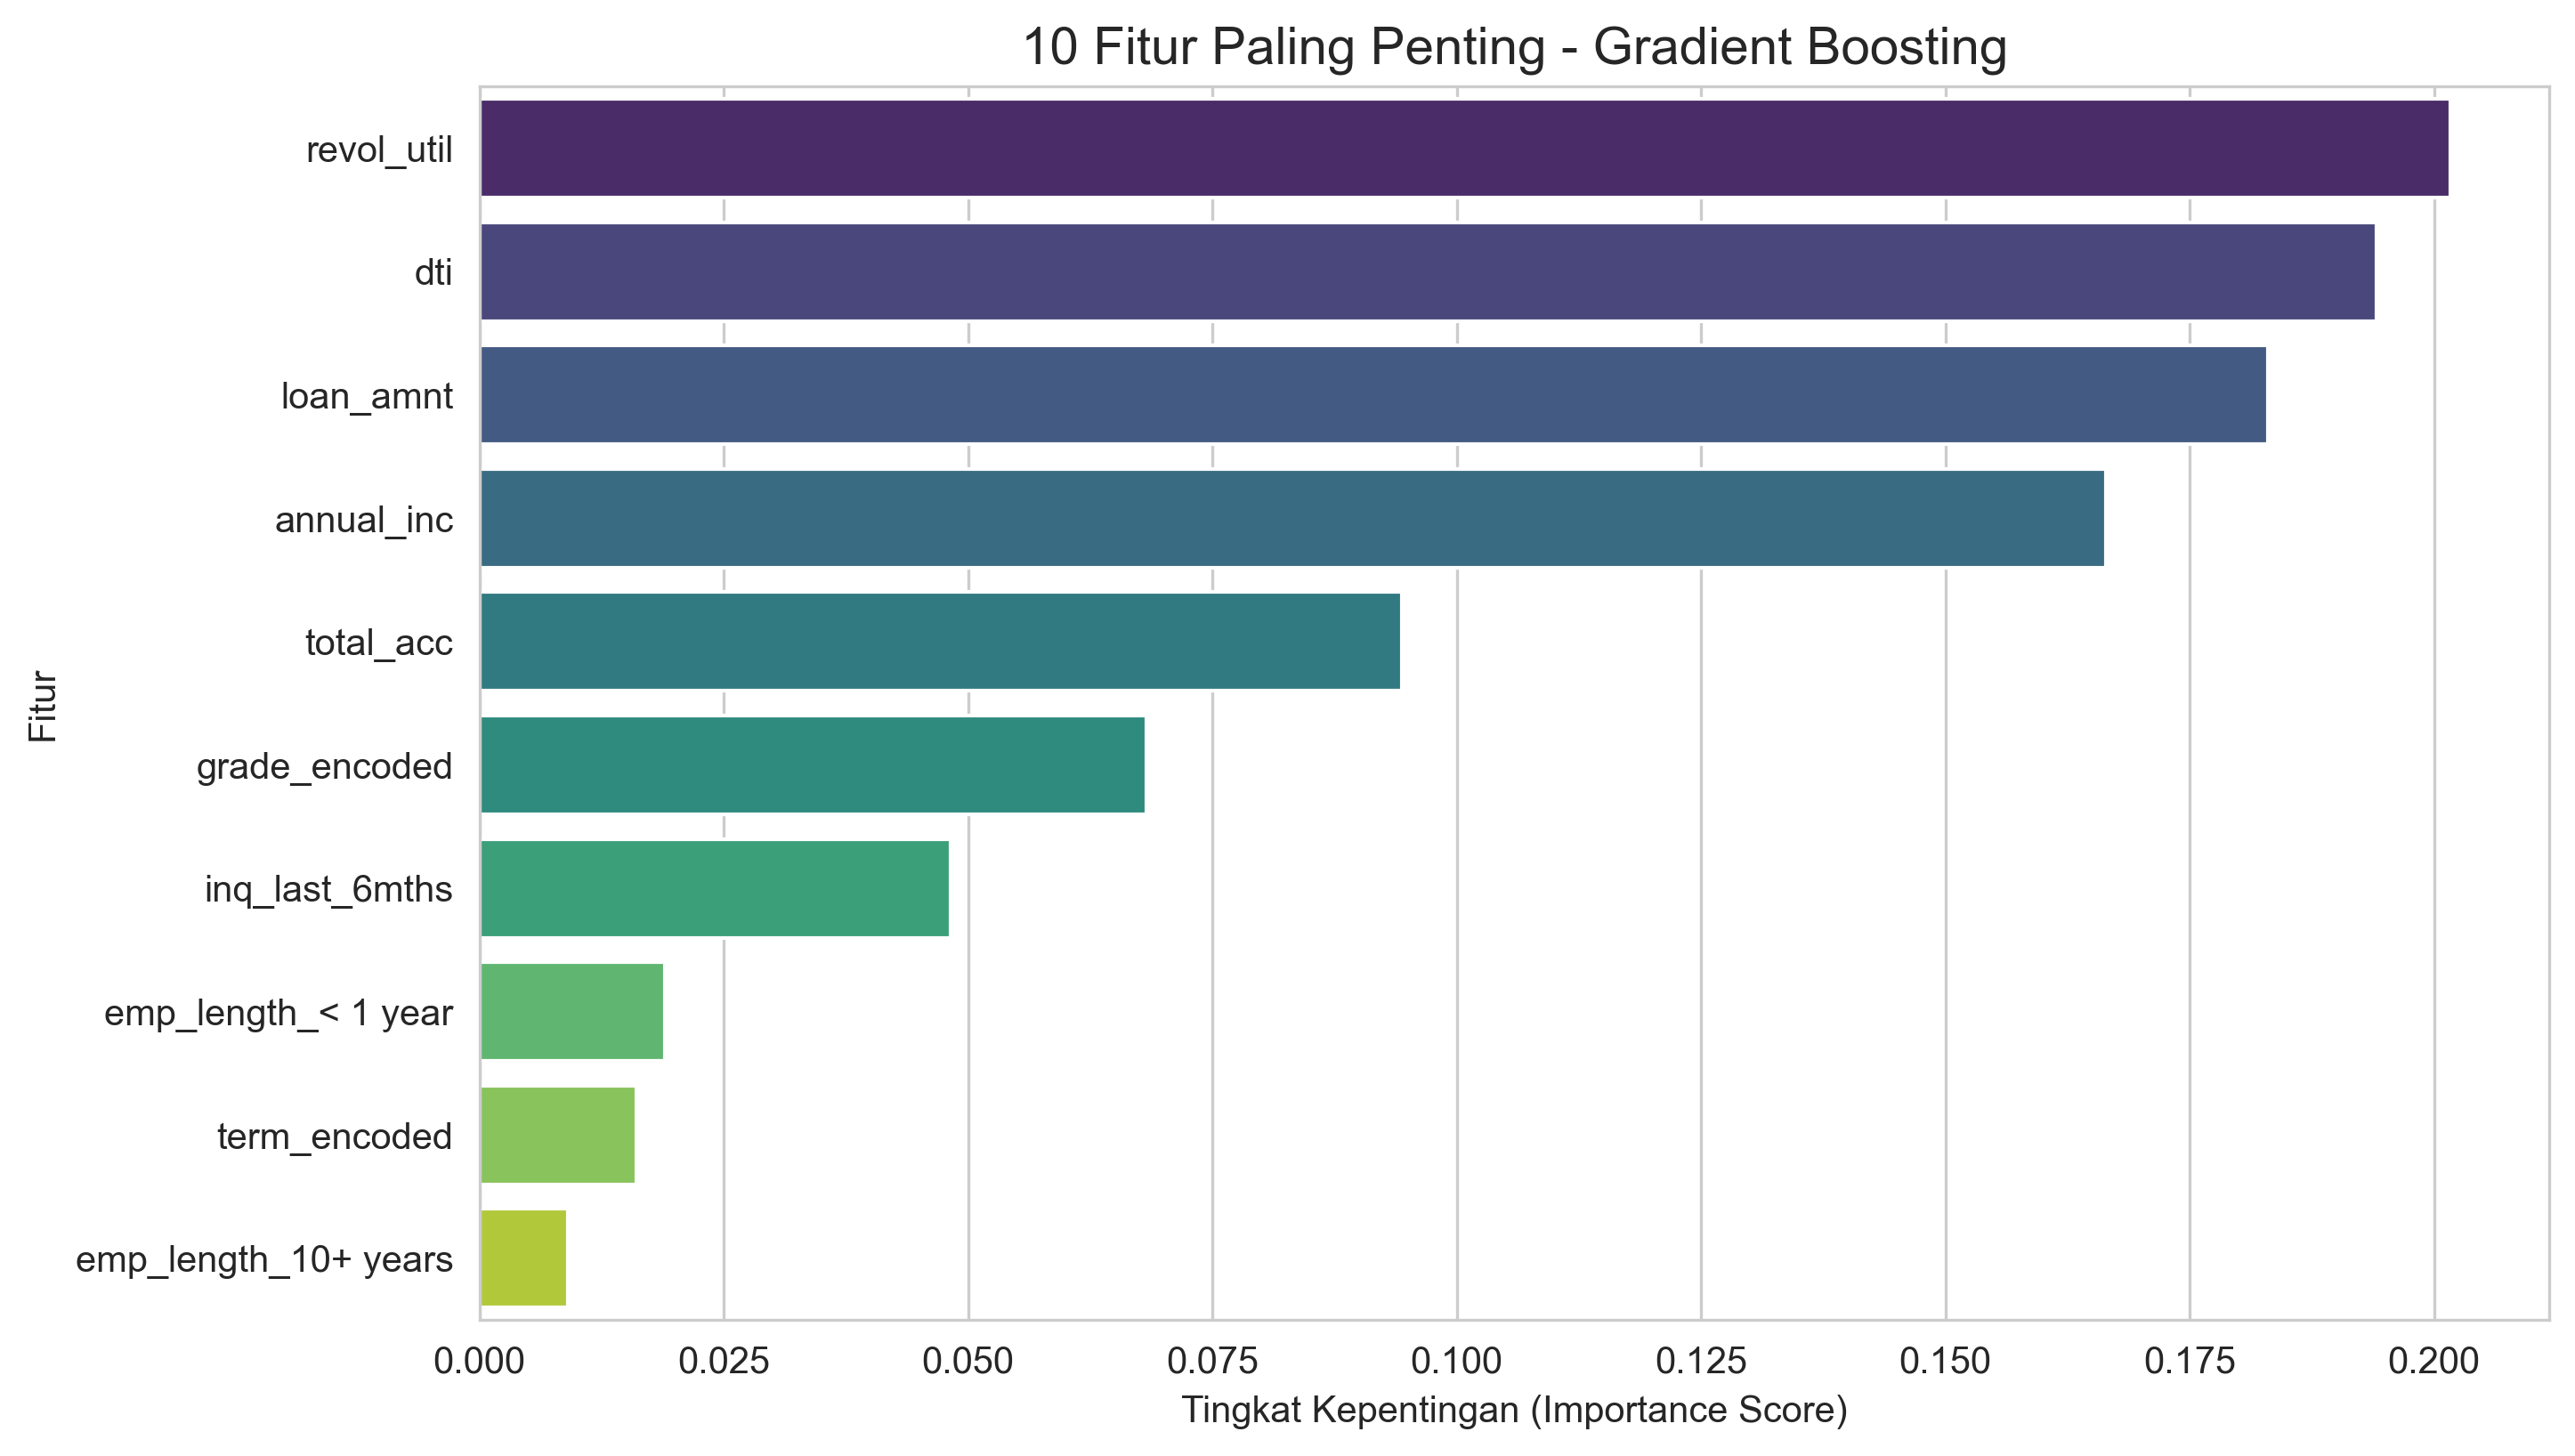 10 Fitur Paling Penting - Gradient Boosting
Fitur
revol_util
dti
loan_amnt
annual_inc
total_acc
grade_encoded
inq_last_6mths
emp_length_< 1 year
term_encoded
emp_length_10+ years
0.000 0.025 0.050 0.075 0.100 0.125 0.150 0.175 0.200
Tingkat Kepentingan (Importance Score)